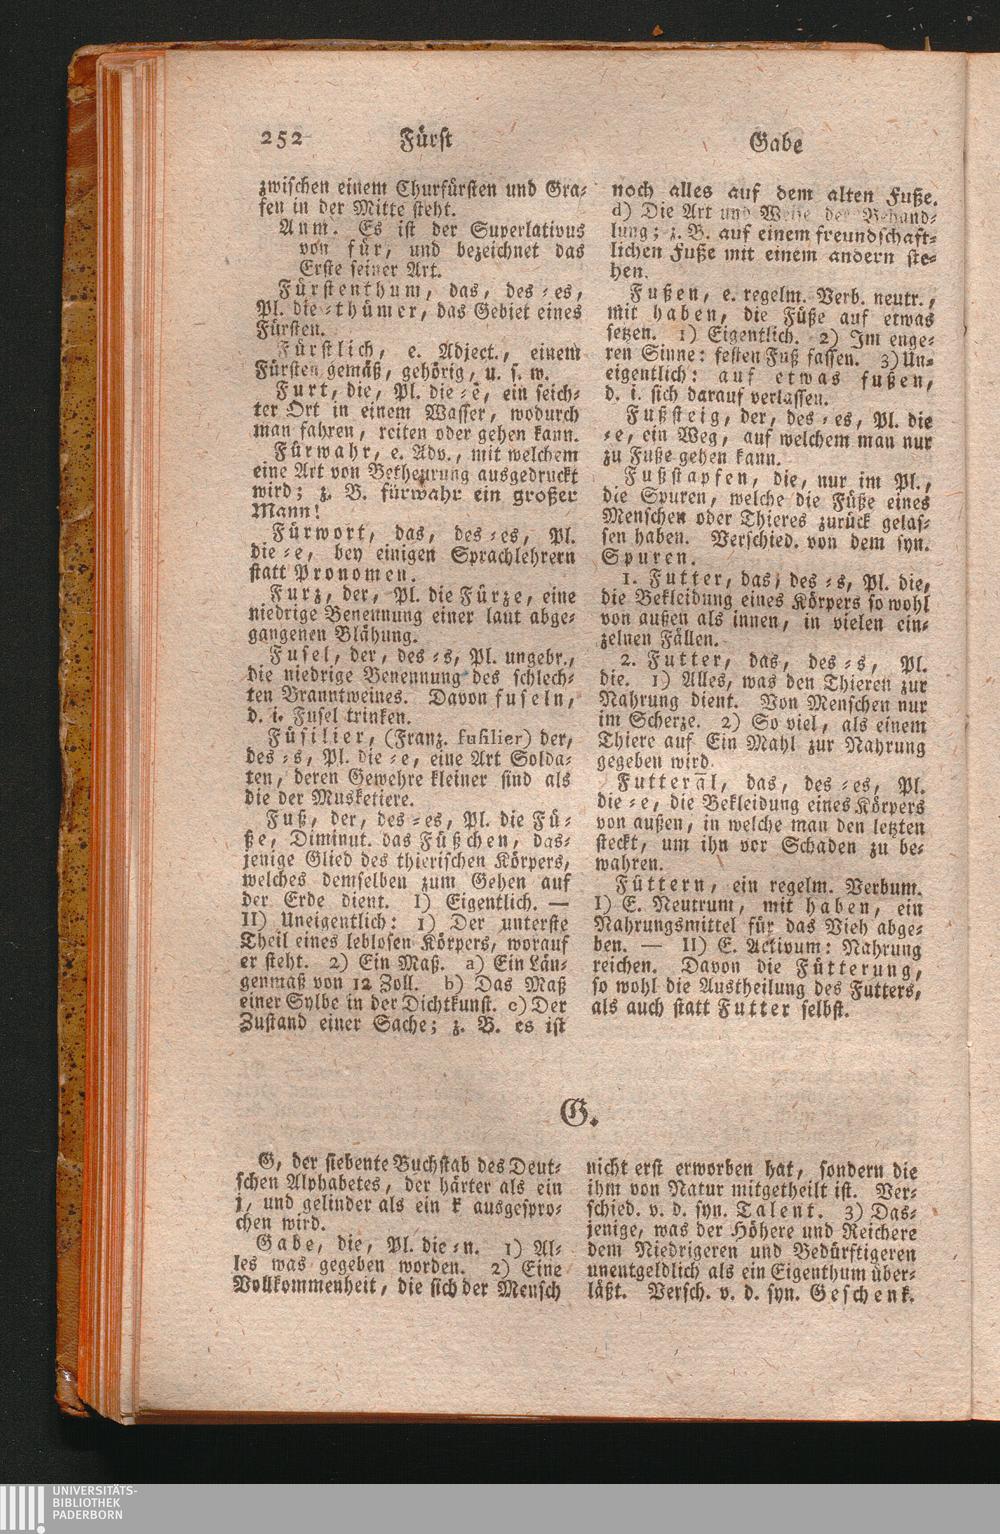 252 Fürst Gabe
zwischen einem Churfürsten und Gra-
fen in der Mitte steht.
Anm. Es ist der Superlativus
von für, und bezeichnet das
Erste seiner Art.
Fürstenthum, das, des-es,
Pl. die-thümer, das Gebiet eines
Fürsten.
Fürstlich, e. Adject., einem
Fürsten gemäß, gehörig, u. s. w.
Furt, die, Pl. die-ē, ein seich-
ter Ort in einem Wasser, wodurch
man fahren, reiten oder gehen kann.
Fürwahr, e. Adv., mit welchem
eine Art von Betheurung ausgedruckt
wird; z. B. fürwahr ein großer
Mann!
Fürwort, das, des-es, Pl.
die-e, bey einigen Sprachlehrern
statt Pronomen.
Furz, der, Pl. die Fürze, eine
niedrige Benennung einer laut abge-
gangenen Blähung.
Fusel, der, des-s, Pl. ungebr.,
die niedrige Benennung des schlech-
ten Branntweines. Davon fuseln,
d. i. Fusel trinken.
Füsilier, (Franz. fusilier) der,
des-s, Pl. die-e, eine Art Solda-
ten, deren Gewehre kleiner sind als
die der Musketiere.
Fuß, der, des-es, Pl. die Fü-
ße, Diminut. das Füßchen, das-
jenige Glied des thierischen Körpers,
welches demselben zum Gehen auf
der Erde dient. I) Eigentlich. —
II) Uneigentlich: 1) Der unterste
Theil eines leblosen Körpers, worauf
er steht. 2) Ein Maß. a) Ein Län-
genmaß von 12 Zoll. b) Das Maß
einer Sylbe in der Dichtkunst. c) Der
Zustand einer Sache; z. B. es ist
noch alles auf dem alten Fuße.
d) Die Art und Weise der Behand-
lung; z. B. auf einem freundschaft-
lichen Fuße mit einem andern ste-
hen.
Fußen, e. regelm. Verb. neutr.,
mit haben, die Füße auf etwas
setzen. 1) Eigentlich. 2) Im enge-
ren Sinne: festen Fuß fassen. 3) Un-
eigentlich: auf etwas fußen,
d. i. sich darauf verlassen.
Fußsteig, der, des-es, Pl. die
-e, ein Weg, auf welchem man nur
zu Fuße gehen kann.
Fußstapfen, die, nur im Pl.,
die Spuren, welche die Füße eines
Menschen oder Thieres zurück gelas-
sen haben. Verschied. von dem syn.
Spuren.
1. Futter, das, des-s, Pl. die,
die Bekleidung eines Körpers so wohl
von außen als innen, in vielen ein-
zelnen Fällen.
2. Futter, das, des-s, Pl.
die. 1) Alles, was den Thieren zur
Nahrung dient. Von Menschen nur
im Scherze. 2) So viel, als einem
Thiere auf Ein Mahl zur Nahrung
gegeben wird.
Futterāl, das, des-es, Pl.
die-e, die Bekleidung eines Körpers
von außen, in welche man den letzten
steckt, um ihn vor Schaden zu be-
wahren.
Füttern, ein regelm. Verbum.
I) E. Neutrum, mit haben, ein
Nahrungsmittel für das Vieh abge-
ben. — II) E. Activum: Nahrung
reichen. Davon die Fütterung,
so wohl die Austheilung des Futters,
als auch statt Futter selbst.
G.
G, der siebente Buchstab des Deut-
schen Alphabetes, der härter als ein
j, und gelinder als ein k ausgespro-
chen wird.
Gabe, die, Pl. die-n. 1) Al-
les was gegeben worden. 2) Eine
Vollkommenheit, die sich der Mensch
nicht erst erworben hat, sondern die
ihm von Natur mitgetheilt ist. Ver-
schied. v. d. syn. Talent. 3) Das-
jenige, was der Höhere und Reichere
dem Niedrigeren und Bedürftigeren
unentgeldlich als ein Eigenthum über-
läßt. Versch. v. d. syn. Geschenk.
UNIVERSITÄTS-
BIBLIOTHEK
PADERBORN